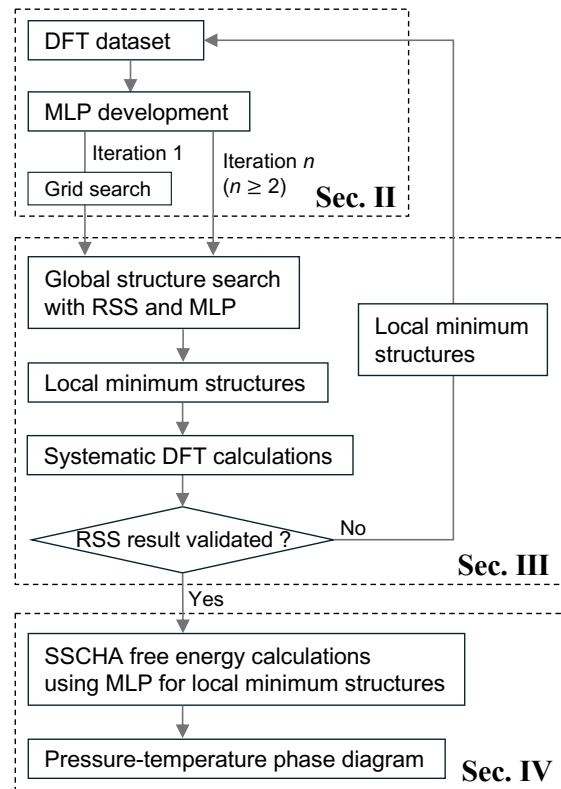 DFT dataset
MLP development
Iteration 1
Iteration n
(n ≥ 2)
Grid search
Sec. II
Global structure search
with RSS and MLP
Local minimum
structures
Local minimum structures
Systematic DFT calculations
RSS result validated ?
No
Sec. III
Yes
SSCHA free energy calculations
using MLP for local minimum structures
Pressure-temperature phase diagram
Sec. IV